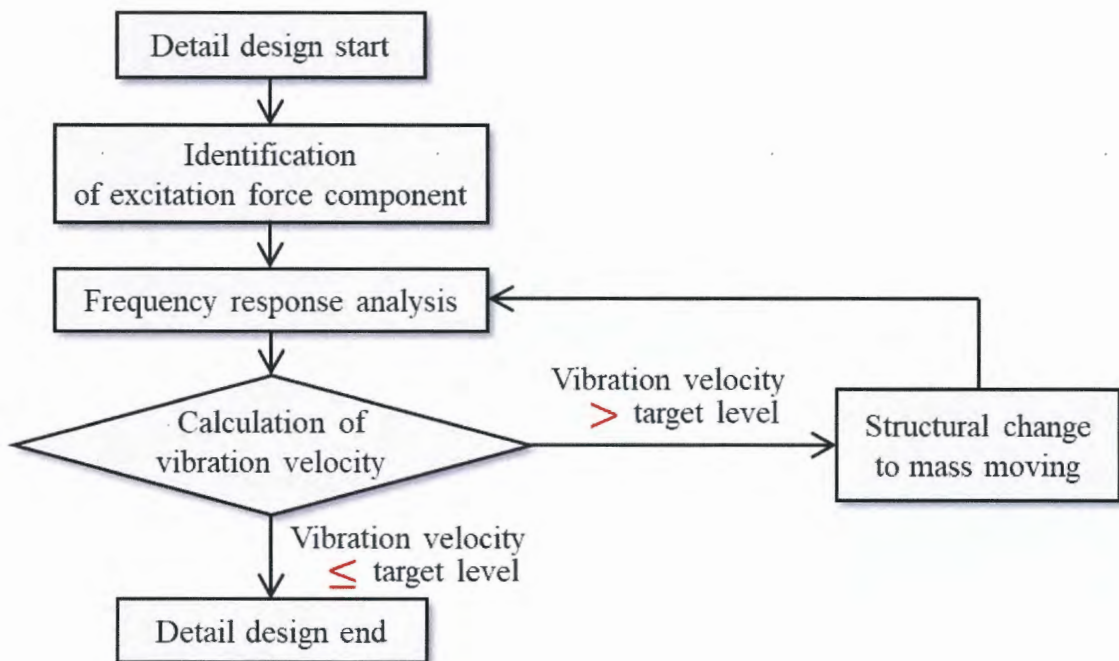 Detail design start
Identification
of excitation force component
Frequency response analysis
Calculation of
vibration velocity
Vibration velocity
> target level
Structural change
to mass moving
Vibration velocity
≤ target level
Detail design end